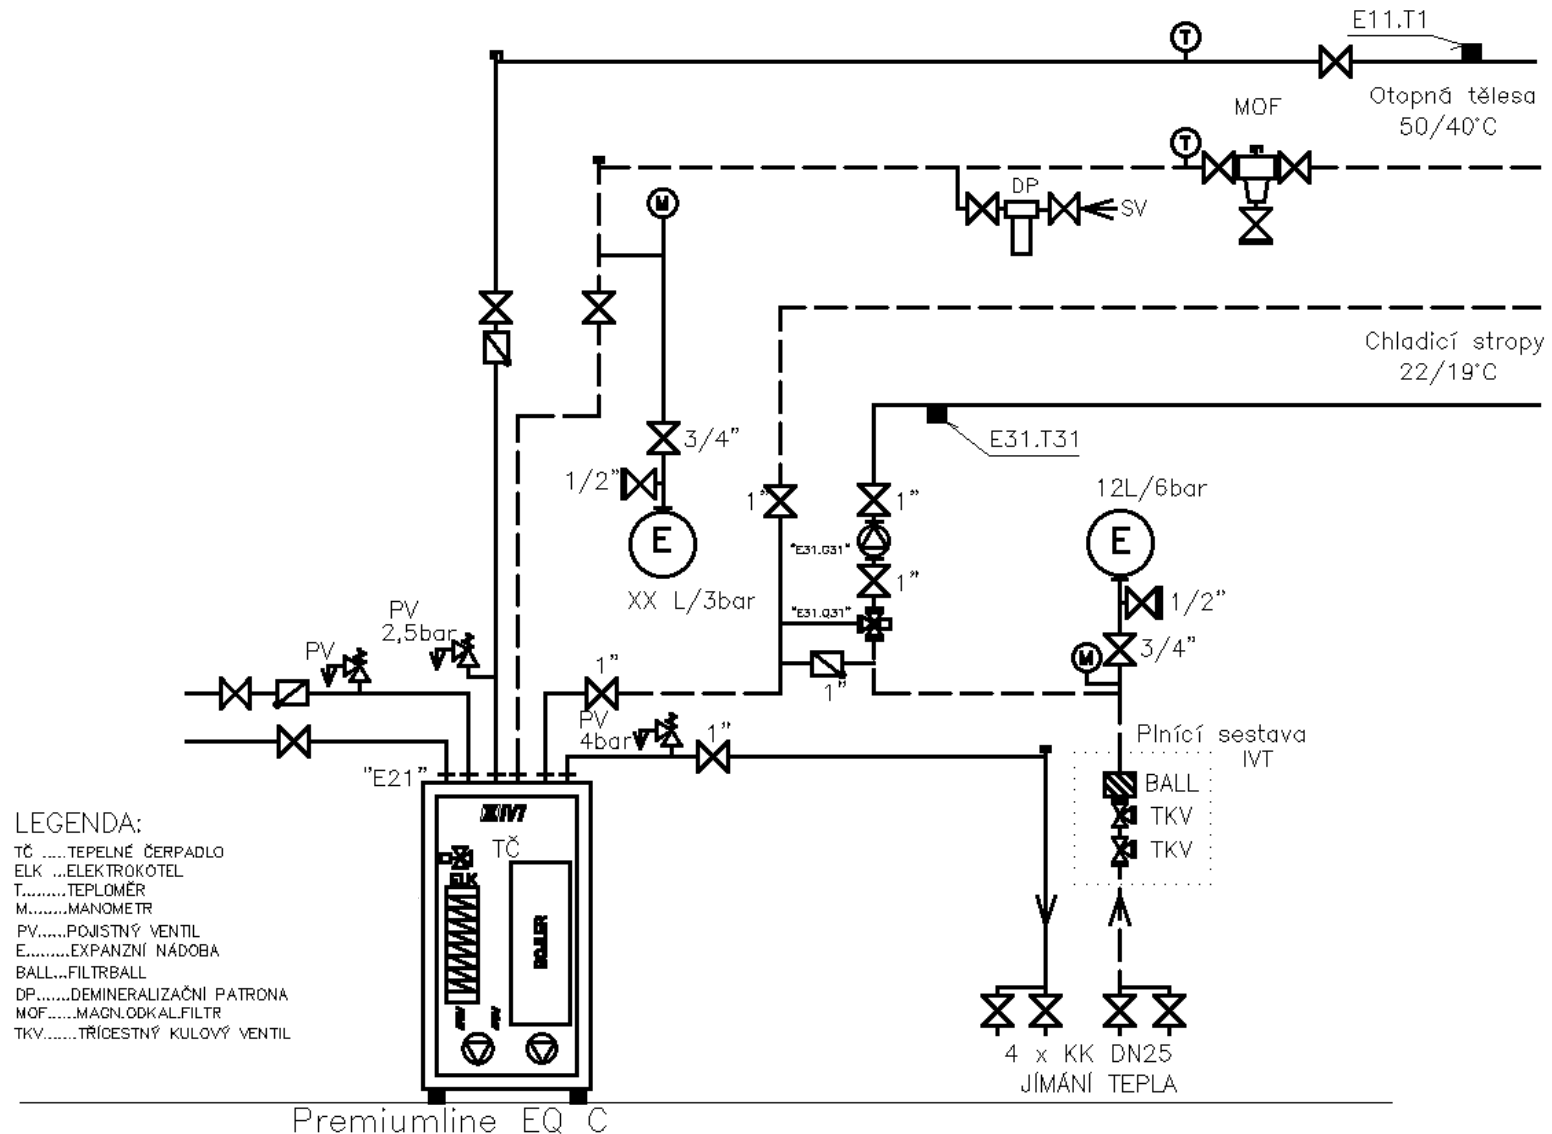 E11.T1
T
Otopná tělesa
50/40°C
MOF
T
DP
SV
M
Chladicí stropy
22/19°C
E31.T31
3/4”
1/2”
E
XX L/3bar
1”
1”
"E31.G31"
1”
"E31.Q31"
1”
12L/6bar
E
1/2”
3/4”
M
PV
2,5bar
PV
1”
PV
4bar
1”
Plnící sestava
IVT
BALL
TKV
TKV
"E21"
IVT
TČ
ELK
BOJLER
LEGENDA:
TČ .....TEPELNÉ ČERPADLO
ELK ...ELEKTROKOTEL
T........TEPLOMĚR
M........MANOMETR
PV.....POJISTNÝ VENTIL
E.........EXPANZNÍ NÁDOBA
BALL...FILTRBALL
DP.......DEMINERALIZAČNÍ PATRONA
MOF.....MAGN.ODKAL.FILTR
TKV.......TŘÍCESTNÝ KULOVÝ VENTIL
4 x KK DN25
JÍMÁNÍ TEPLA
Premiumline EQ C